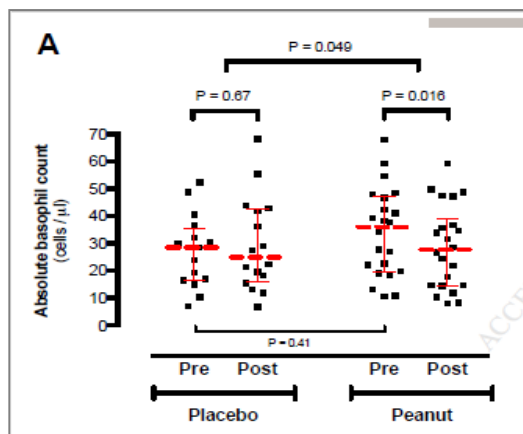 A
P = 0.049
P = 0.67
P = 0.016
Absolute basophil count
(cells / µl)
70
60
50
40
30
20
10
0
P = 0.41
Pre Post Pre Post
Placebo Peanut
ACCE